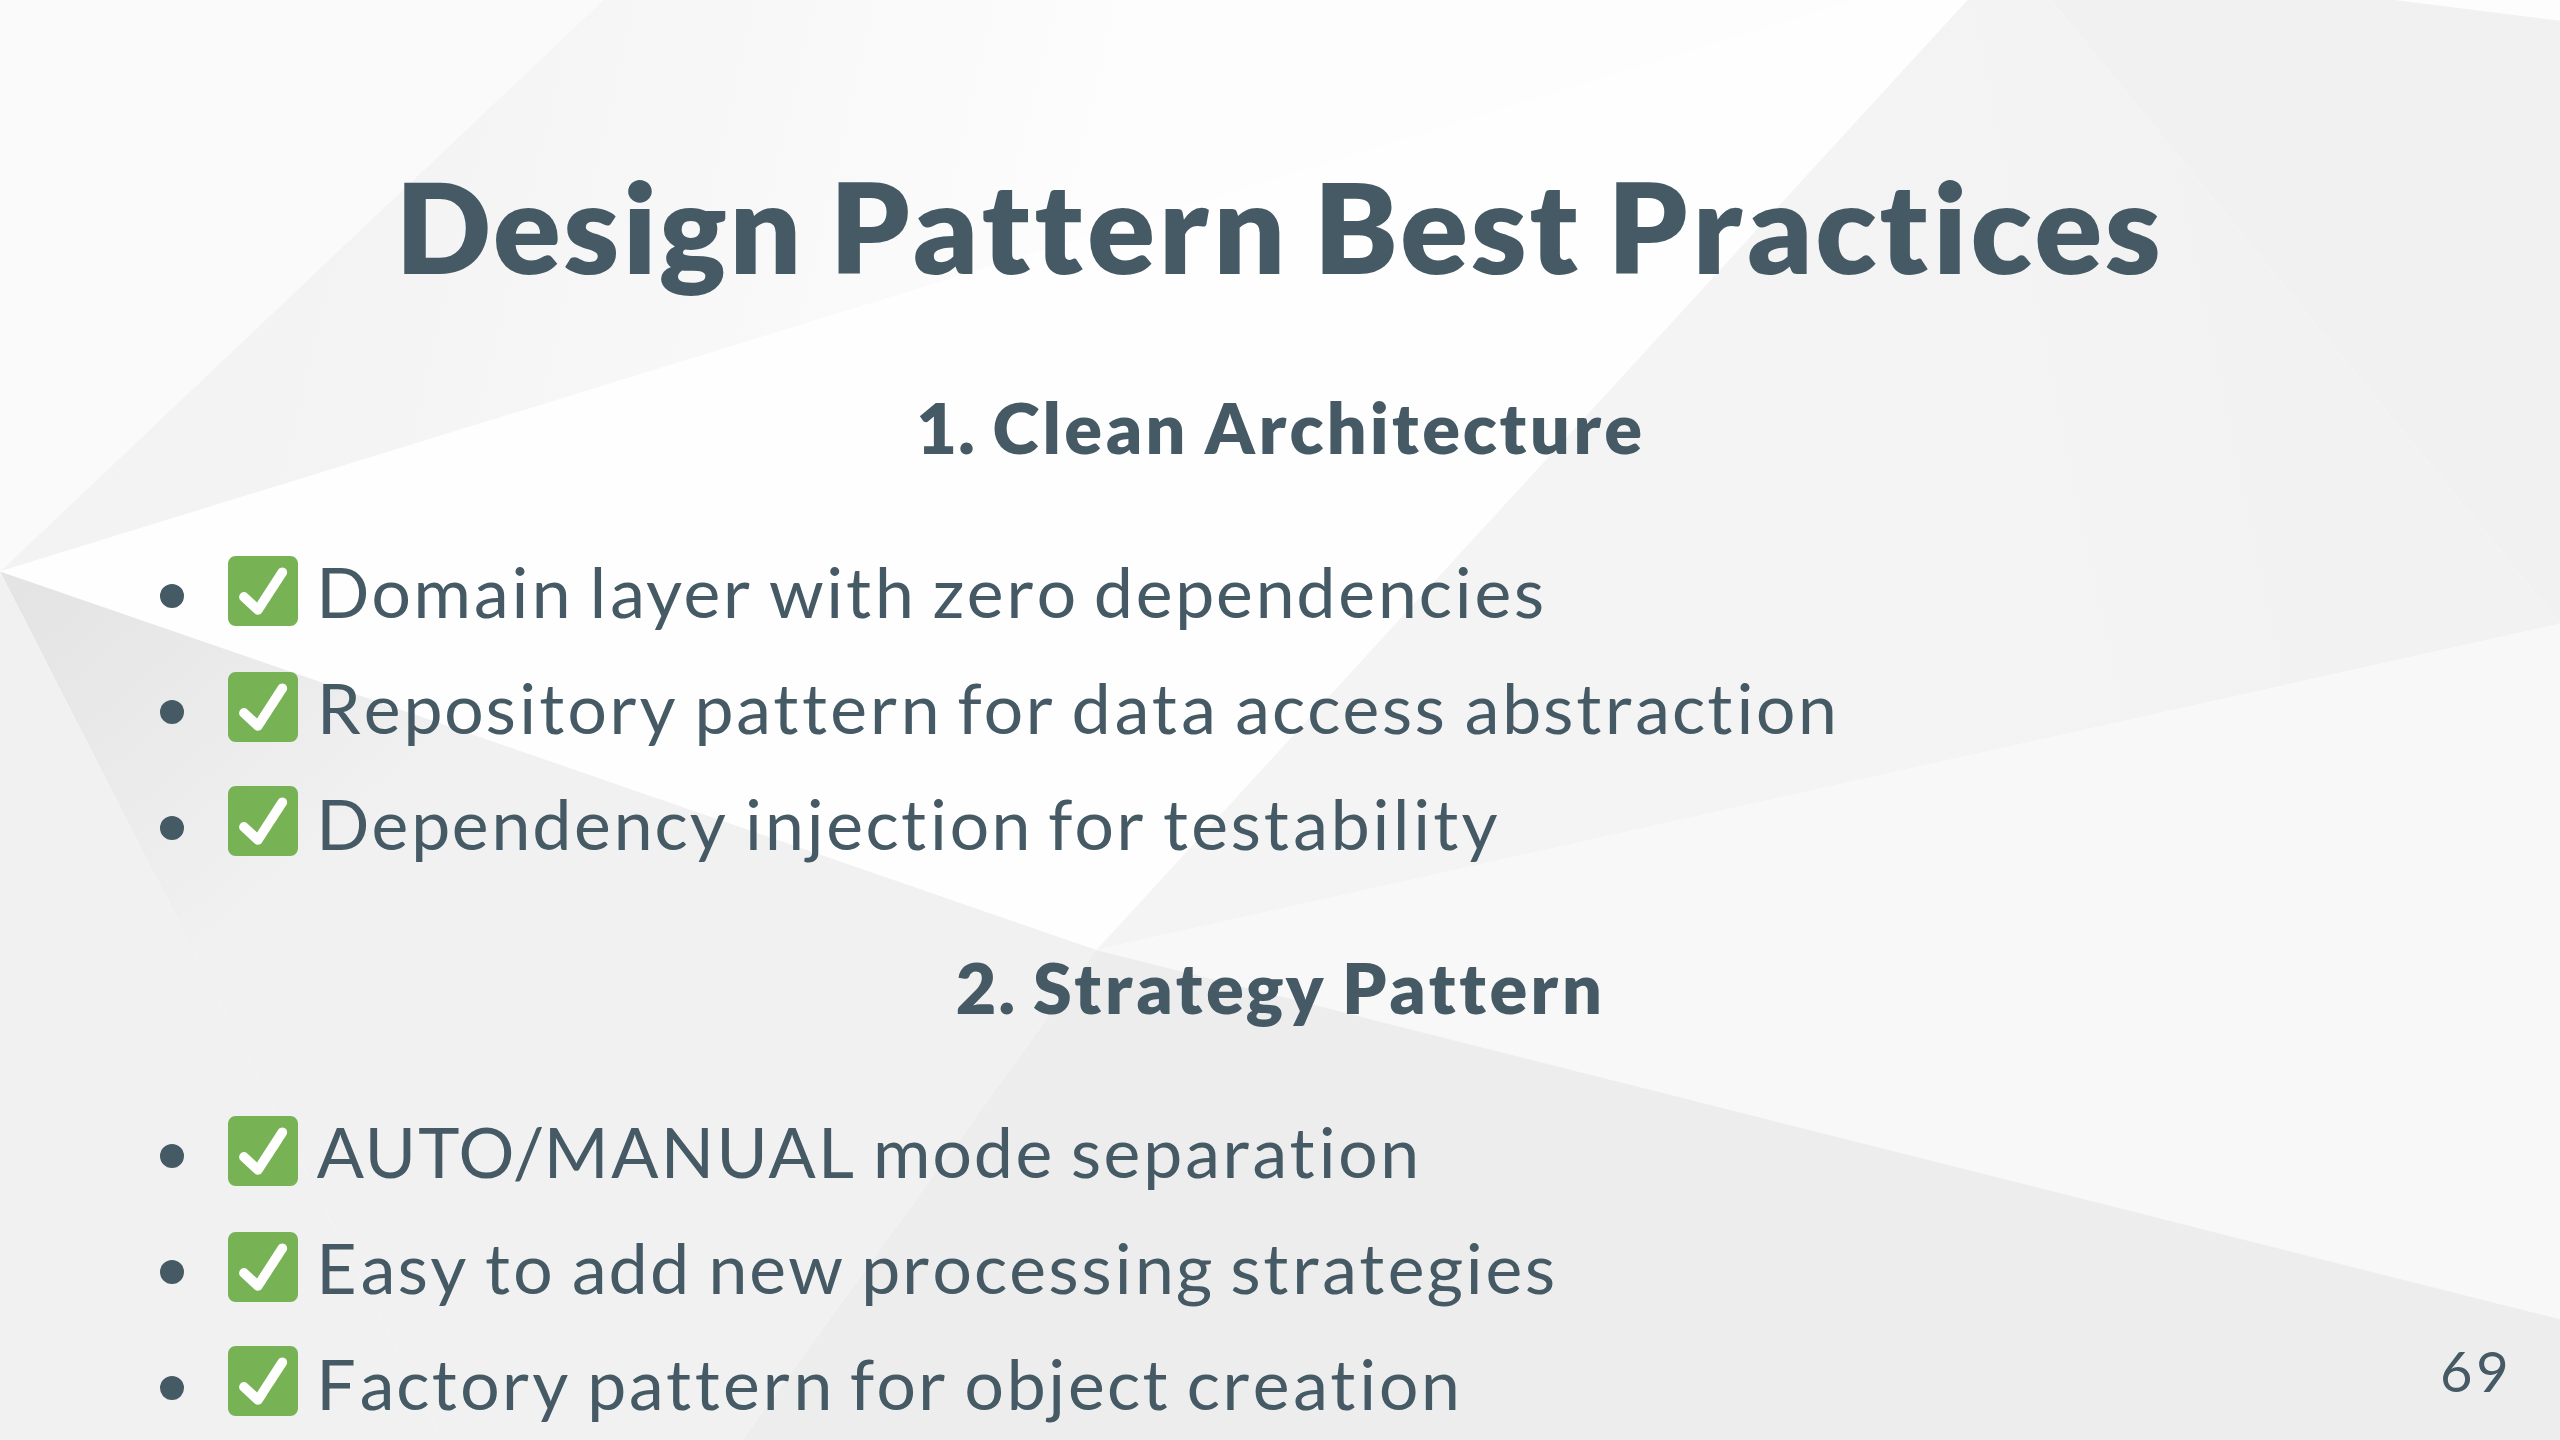 Design Pattern Best Practices
1. Clean Architecture
• ✅ Domain layer with zero dependencies
• ✅ Repository pattern for data access abstraction
• ✅ Dependency injection for testability
2. Strategy Pattern
• ✅ AUTO/MANUAL mode separation
• ✅ Easy to add new processing strategies
• ✅ Factory pattern for object creation
69